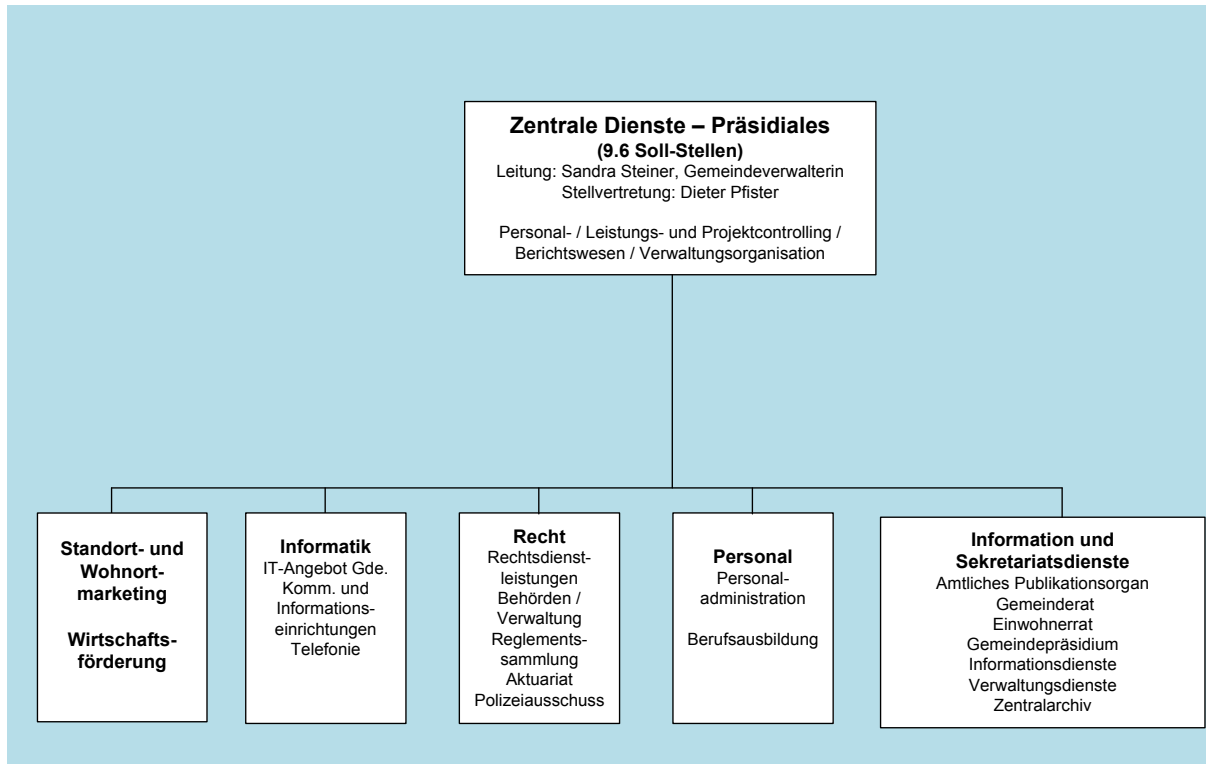 Zentrale Dienste – Präsidiales
(9.6 Soll-Stellen)
Leitung: Sandra Steiner, Gemeindeverwalterin
Stellvertretung: Dieter Pfister
Personal- / Leistungs- und Projektcontrolling /
Berichtswesen / Verwaltungsorganisation
Standort- und
Wohnort-
marketing
Wirtschafts-
förderung
Informatik
IT-Angebot Gde.
Komm. und
Informations-
einrichtungen
Telefonie
Recht
Rechtsdienst-
leistungen
Behörden /
Verwaltung
Reglements-
sammlung
Aktuariat
Polizeiausschuss
Personal
Personal-
administration
Berufsausbildung
Information und
Sekretariatsdienste
Amtliches Publikationsorgan
Gemeinderat
Einwohnerrat
Gemeindepräsidium
Informationsdienste
Verwaltungsdienste
Zentralarchiv